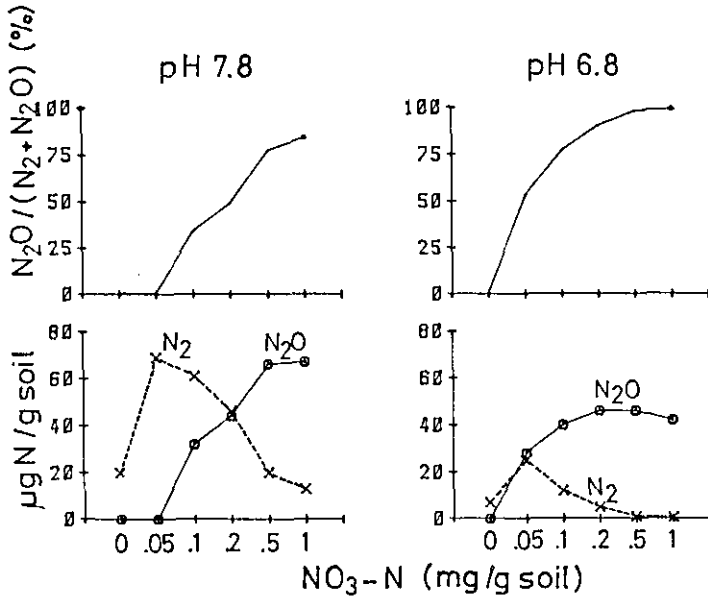 pH 7.8
pH 6.8
N₂O/(N₂+N₂O) (%)
100
75
50
25
0
100
75
50
25
0
µgN/g soil
80
60
40
20
0
N₂
N₂O
80
60
40
20
0
N₂O
N₂
0 .05 .1 .2 .5 1
0 .05 .1 .2 .5 1
NO₃-N (mg/g soil)